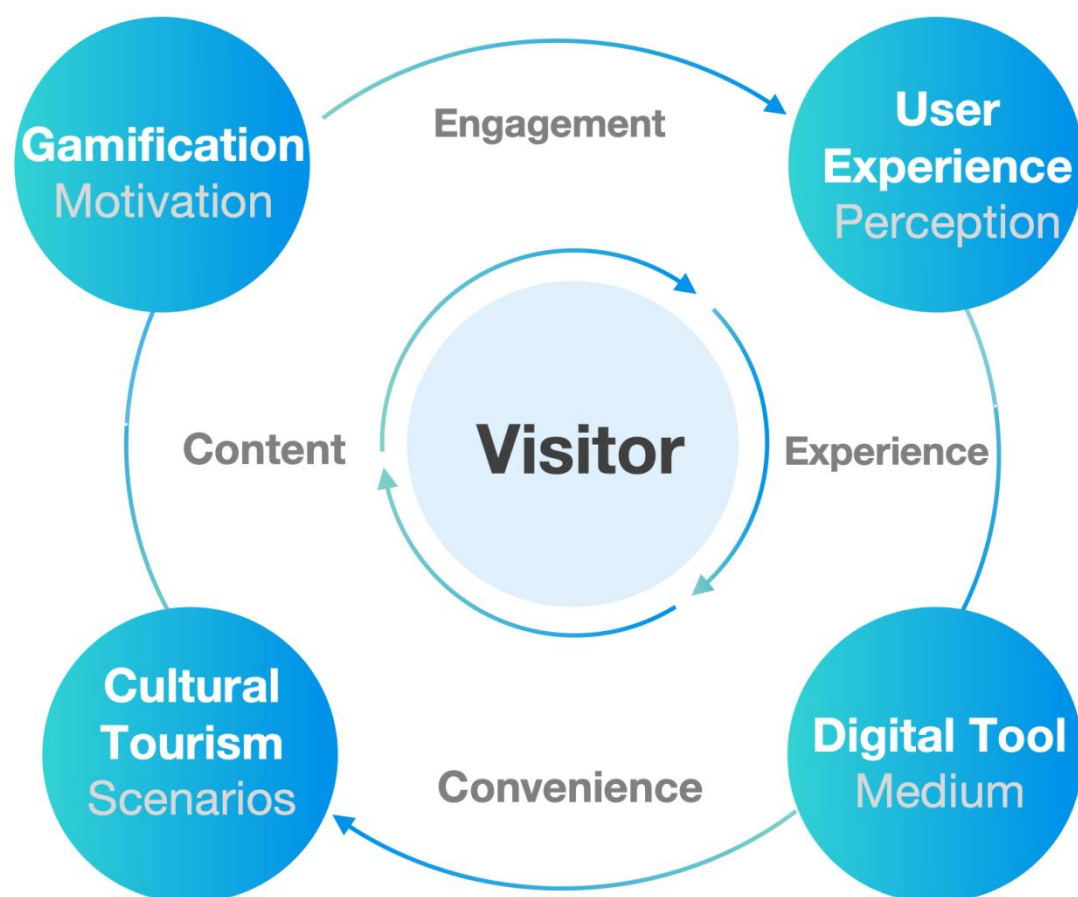 Gamification
Motivation
Engagement
User
Experience
Perception
Content
Visitor
Experience
Cultural
Tourism
Scenarios
Convenience
Digital Tool
Medium